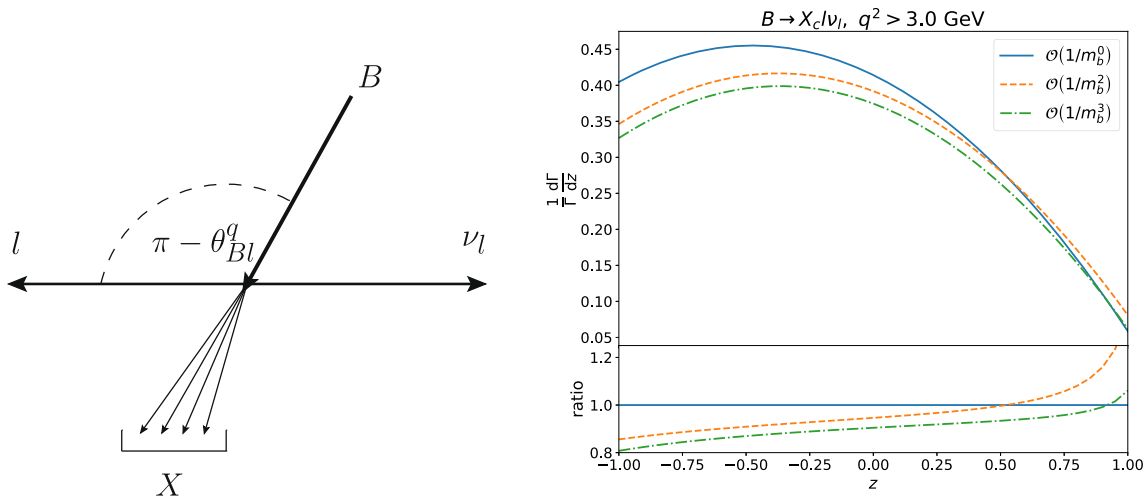 B
l
π − θ^q_{Bl}
ν_l
X
B → X_c l ν_l, q² > 3.0 GeV
0.45
0.40
0.35
0.30
0.25
0.20
0.15
0.10
0.05
1/Γ dΓ/dz
𝒪(1/m_b^0)
𝒪(1/m_b^2)
𝒪(1/m_b^3)
1.2
1.0
0.8
ratio
−1.00 −0.75 −0.50 −0.25 0.00 0.25 0.50 0.75 1.00
z